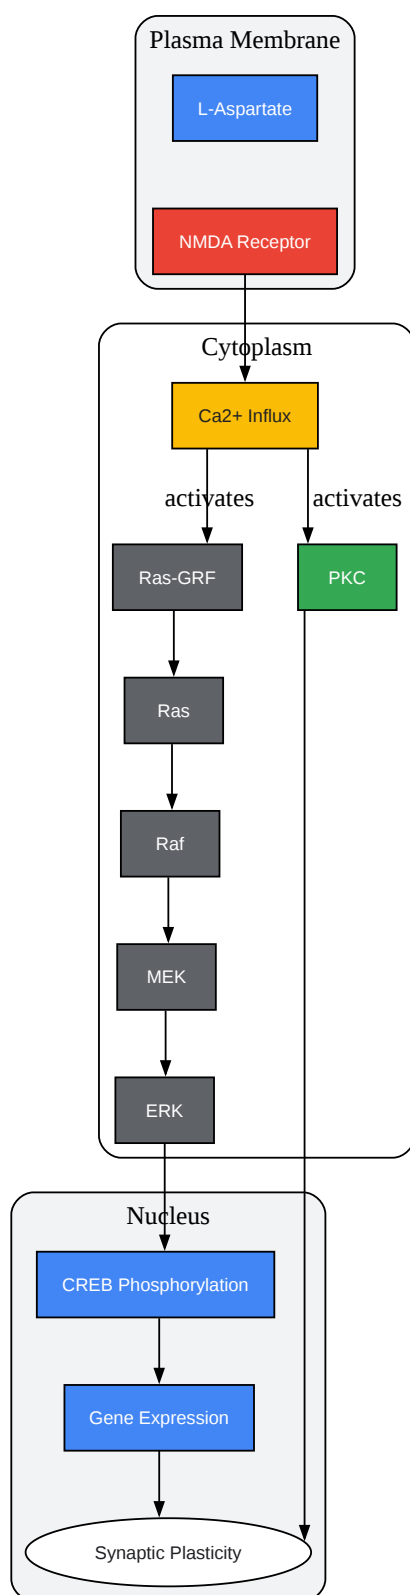 Plasma Membrane
L-Aspartate
NMDA Receptor
Cytoplasm
Ca2+ Influx
activates
activates
Ras-GRF
PKC
Ras
Raf
MEK
ERK
Nucleus
CREB Phosphorylation
Gene Expression
Synaptic Plasticity